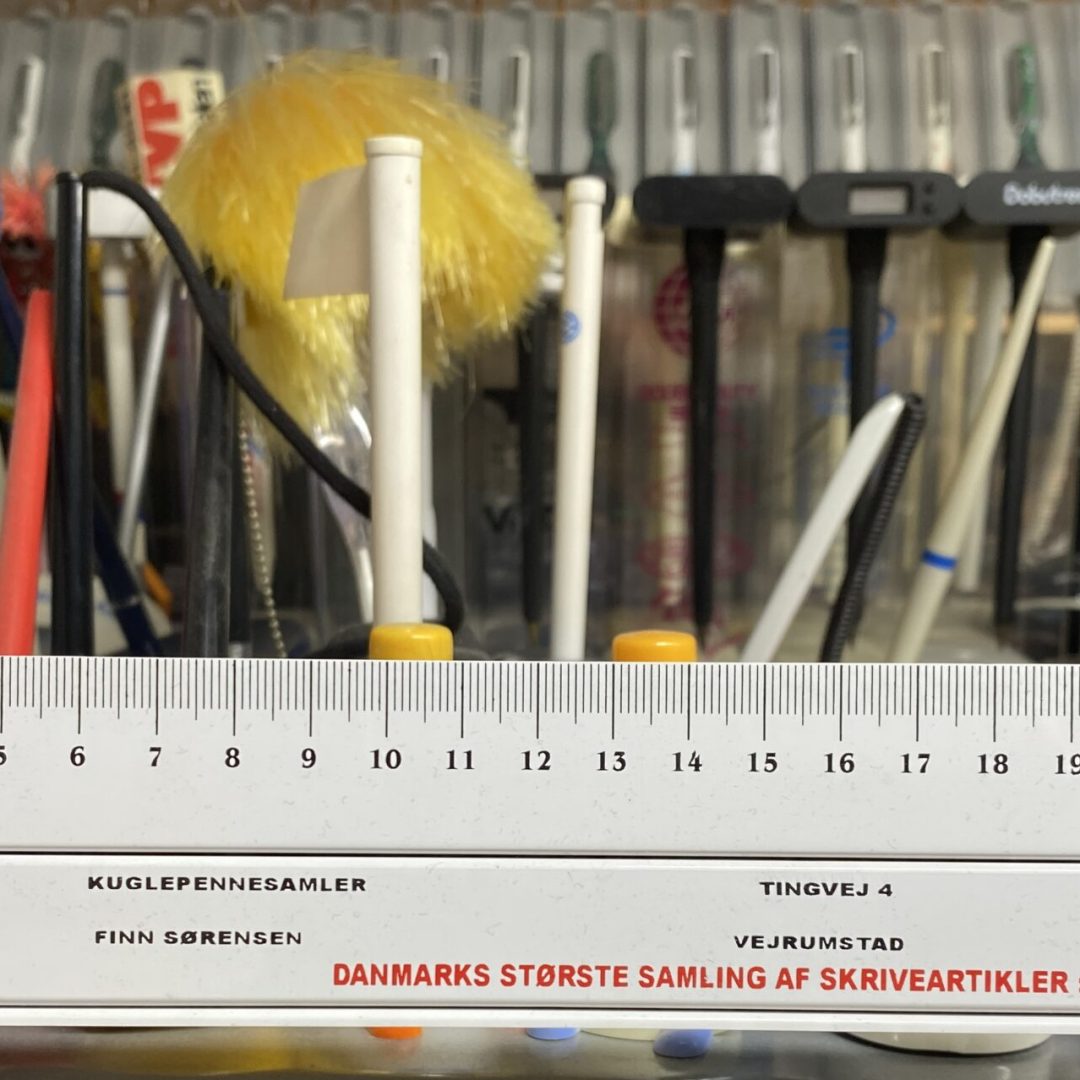 5 6 7 8 9 10 11 12 13 14 15 16 17 18 19
KUGLEPENNESAMLER
TINGVEJ 4
FINN SØRENSEN
VEJRUMSTAD
DANMARKS STØRSTE SAMLING AF SKRIVEARTIKLER